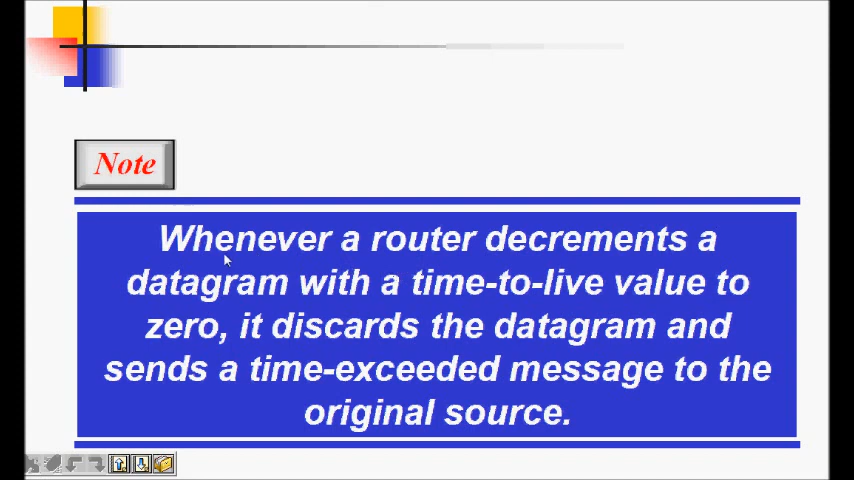 Note
Whenever a router decrements a
datagram with a time-to-live value to
zero, it discards the datagram and
sends a time-exceeded message to the
original source.